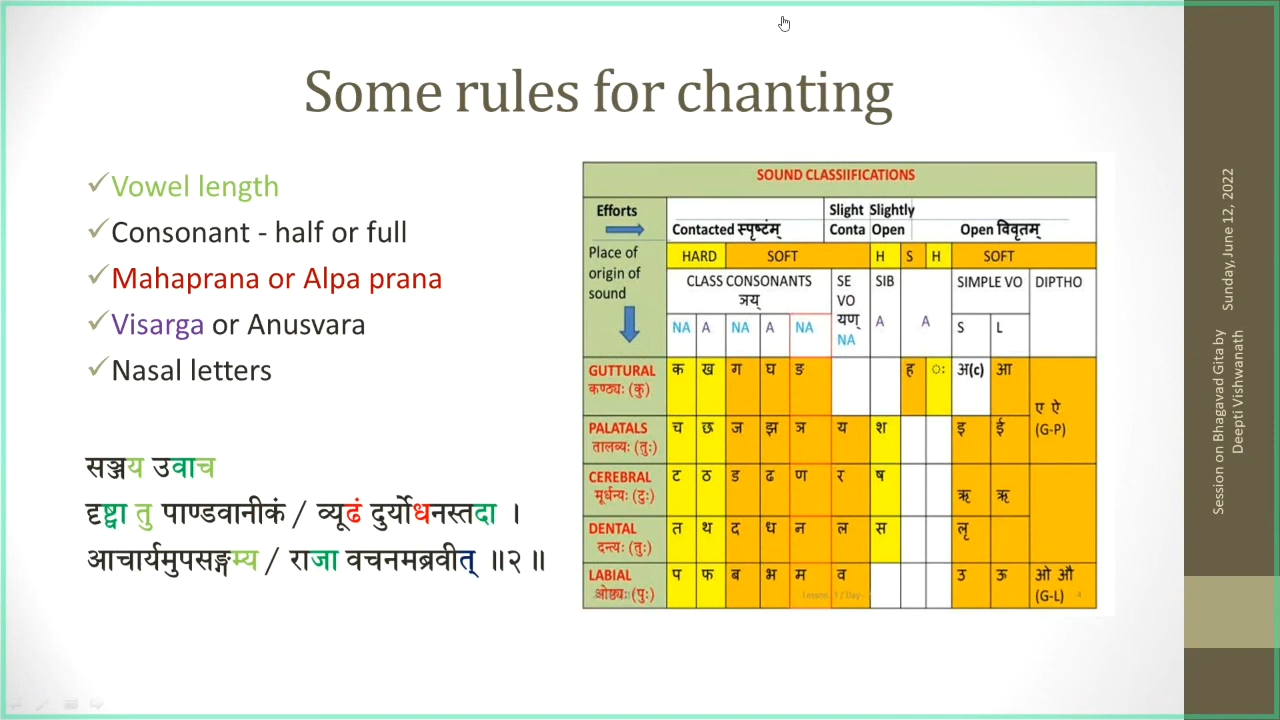 Some rules for chanting
Vowel length
Consonant - half or full
Mahaprana or Alpa prana
Visarga or Anusvara
Nasal letters
सञ्जय उवाच
दृष्ट्वा तु पाण्डवानीकं / व्यूढं दुर्योधनस्तदा ।
आचार्यमुपसङ्गम्य / राजा वचनमब्रवीत् ॥२॥
SOUND CLASSIIFICATIONS
Efforts
Contacted स्पृष्टंम्
Slight Conta
Slightly Open
Open विवृतम्
Place of origin of sound
HARD SOFT H S H SOFT
CLASS CONSONANTS ञय्
SE VO यण् NA
SIB A
A
SIMPLE VO
DIPTHO
NA A NA A NA
S L
GUTTURAL कण्ठ्यः (कु) क ख ग घ ङ ह ः अ(c) आ
ए ऐ (G-P)
PALATALS तालव्यः (तुः) च छ ज झ ञ य श इ ई
CEREBRAL मूर्धन्यः (टुः) ट ठ ड ढ ण र ष ऋ ऋ
DENTAL दन्त्यः (तुः) त थ द ध न ल स लृ
LABIAL ओष्ठ्यः (पुः) प फ ब भ म व उ ऊ ओ औ (G-L)
4
Session on Bhagavad Gita by Deepti Vishwanath
Sunday, June 12, 2022